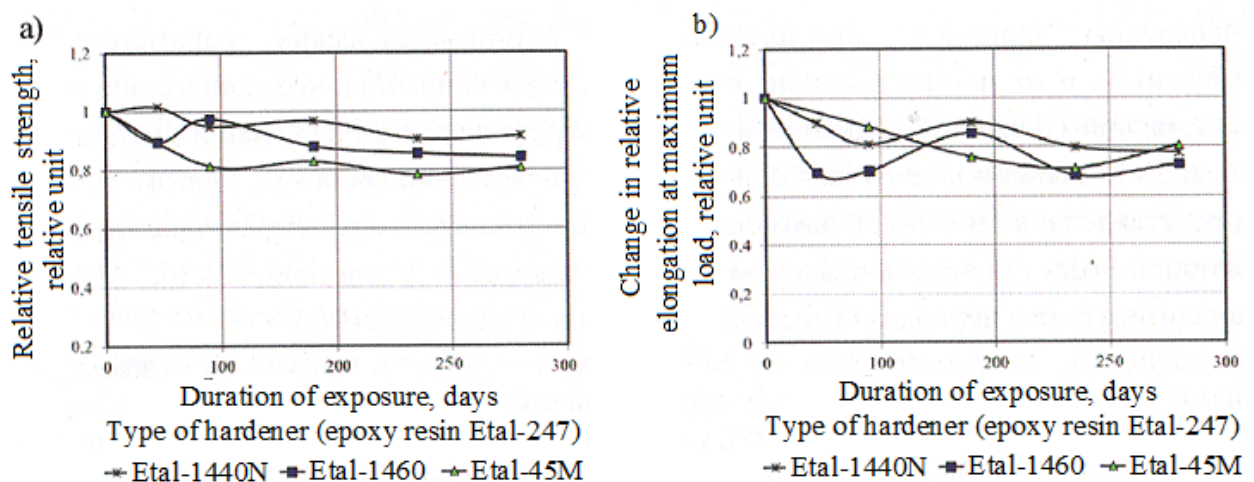 a)
Relative tensile strength,
relative unit
1,2
1
0,8
0,6
0,4
0,2
0
100
200
250
300
Duration of exposure, days
Type of hardener (epoxy resin Etal-247)
Etal-1440N Etal-1460 Etal-45M
b)
Change in relative
elongation at maximum
load. relative unit
1,2
1
0,8
0,6
0,4
0,2
0
0
100
200
250
300
Duration of exposure, days
Type of hardener (epoxy resin Etal-247)
Etal-1440N Etal-1460 Etal-45M